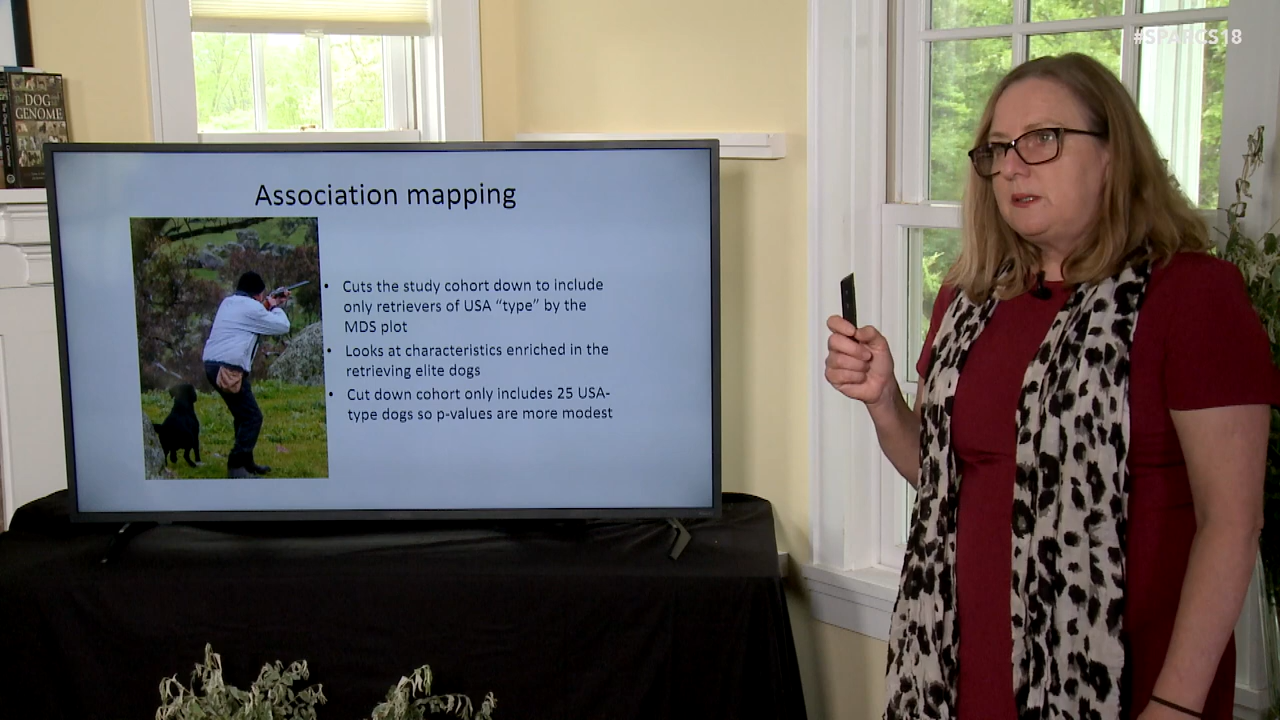 #SPARCS18
DOG
GENOME
Association mapping
• Cuts the study cohort down to include
only retrievers of USA “type” by the
MDS plot
• Looks at characteristics enriched in the
retrieving elite dogs
• Cut down cohort only includes 25 USA-
type dogs so p-values are more modest